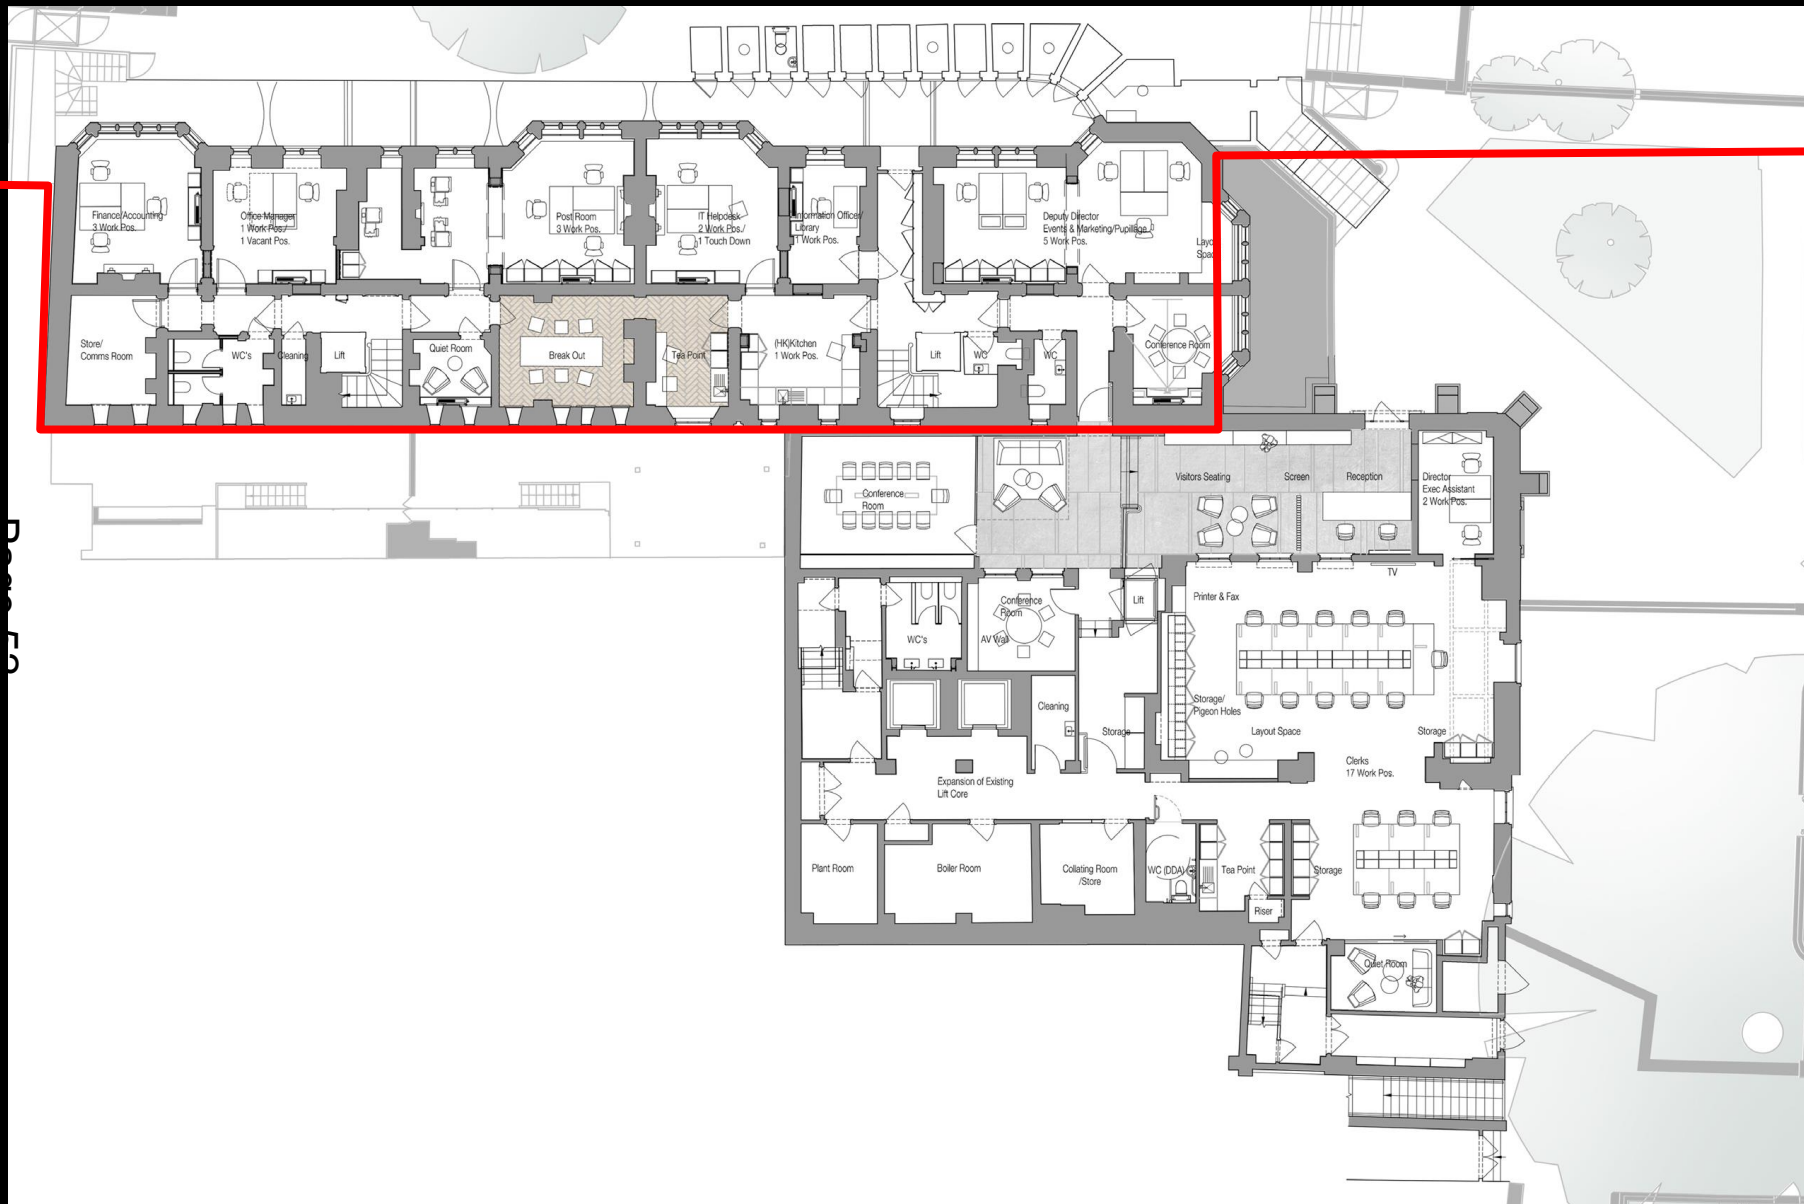 Finance/Accounting
3 Work Pos.
Office Manager
1 Work Pos./
1 Vacant Pos.
Post Room
3 Work Pos.
IT Helpdesk
2 Work Pos./
1 Touch Down
Information Officer/
Library
1 Work Pos.
Deputy Director
Events & Marketing/Pupillage
5 Work Pos.
Store/
Comms Room
WC's
Cleaning
Lift
Quiet Room
Break Out
Tea Point
(HK)Kitchen
1 Work Pos.
Lift
WC
WC
Conference Room
Conference
Room
Visitors Seating
Screen
Reception
Director
Exec Assistant
2 Work Pos.
TV
Printer & Fax
Conference
Room
AV Wall
Lift
WC's
Cleaning
Storage
Storage/
Pigeon Holes
Layout Space
Storage
Clerks
17 Work Pos.
Expansion of Existing
Lift Core
Plant Room
Boiler Room
Collating Room
/Store
WC (DDA)
Tea Point
Storage
Riser
Quiet Room